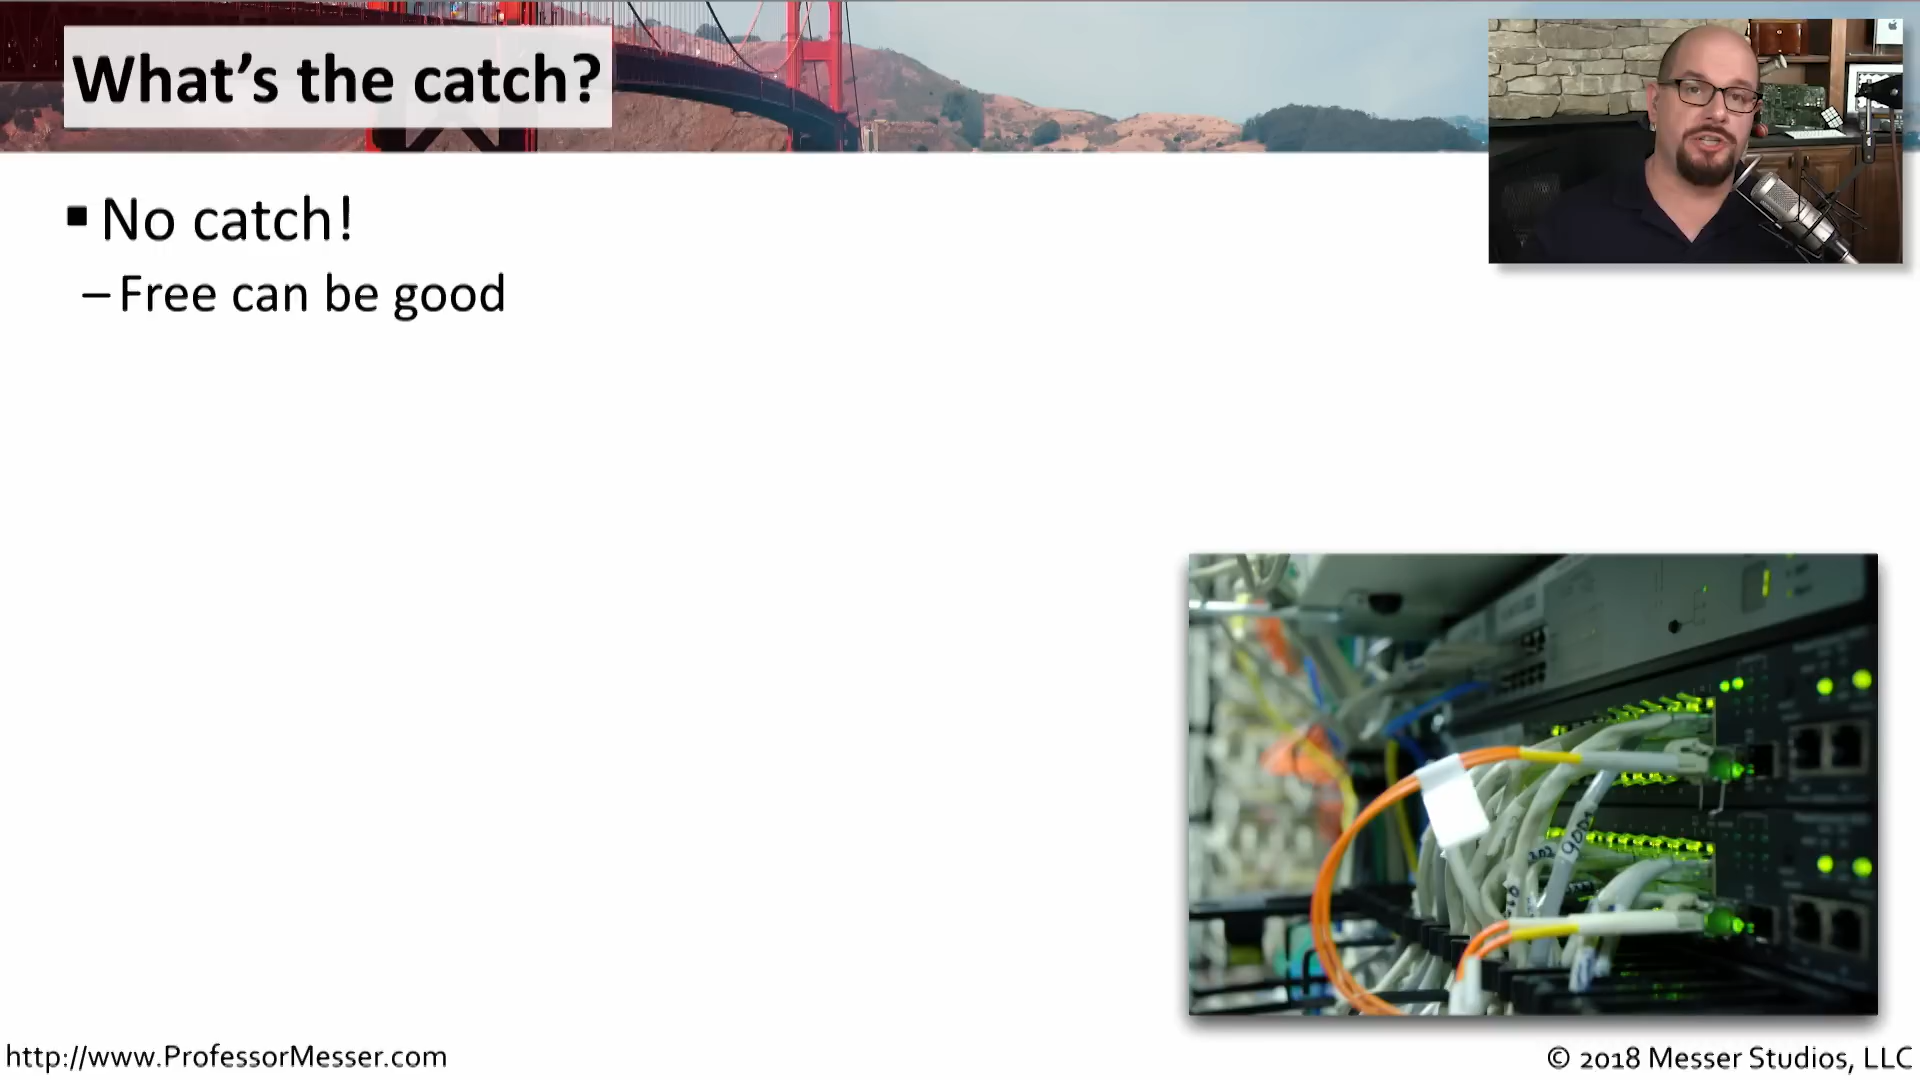 What's the catch?
▪ No catch!
– Free can be good
http://www.ProfessorMesser.com
© 2018 Messer Studios, LLC